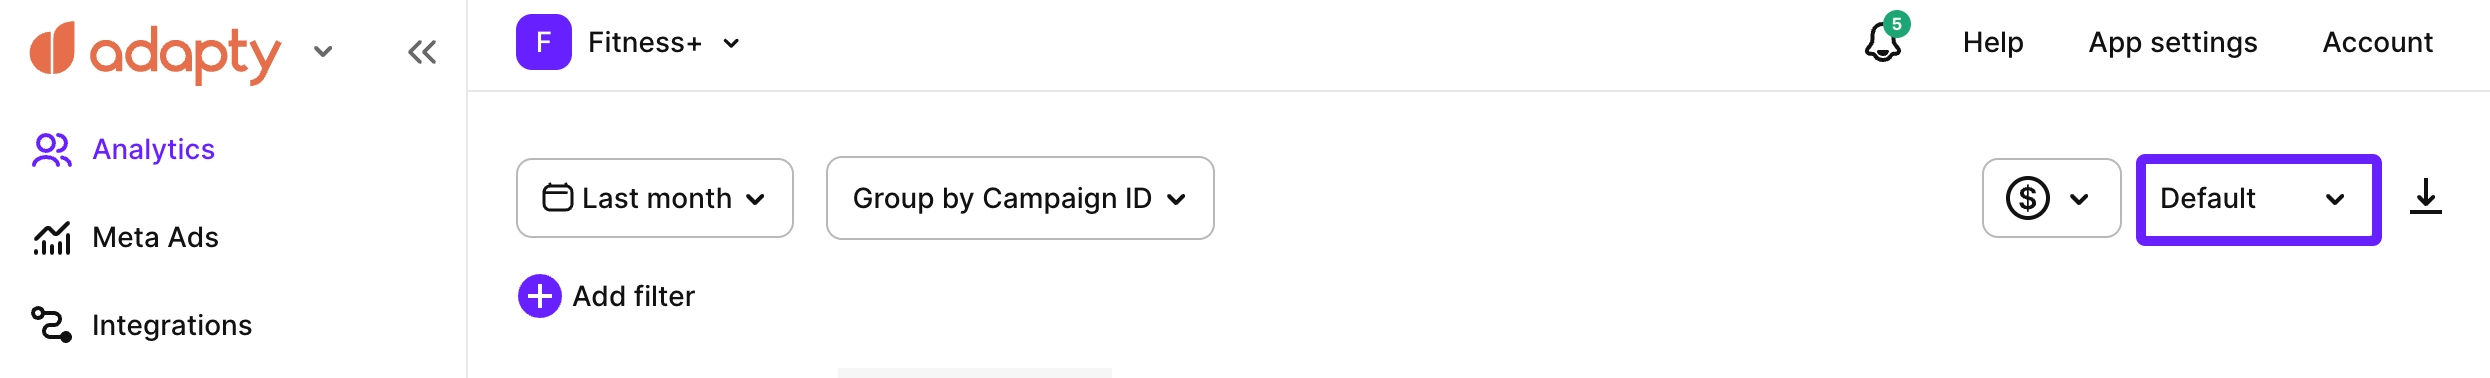 adapty
F Fitness+
5
Help
App settings
Account
Analytics
Meta Ads
Integrations
Last month
Group by Campaign ID
$
Default
Add filter